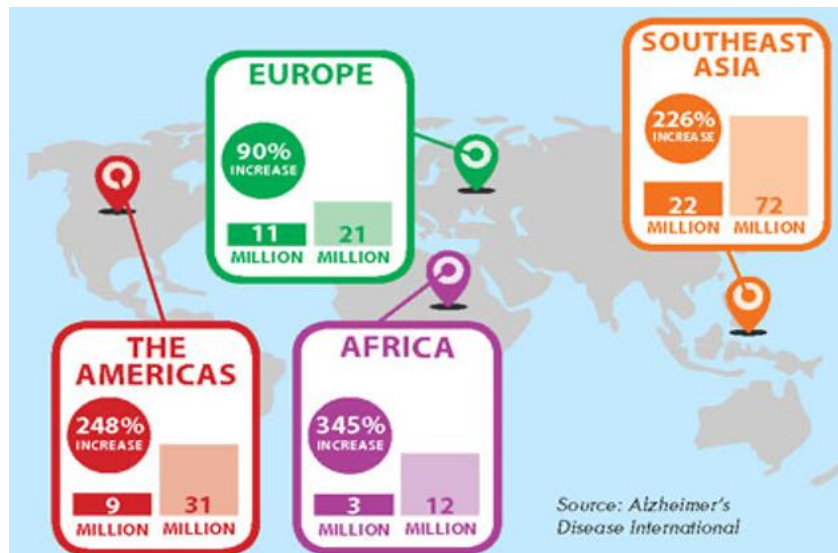 EUROPE
90%
INCREASE
11 21
MILLION MILLION
SOUTHEAST
ASIA
226%
INCREASE
22 72
MILLION MILLION
THE
AMERICAS
248%
INCREASE
9 31
MILLION MILLION
AFRICA
345%
INCREASE
3 12
MILLION MILLION
Source: Alzheimer's
Disease International